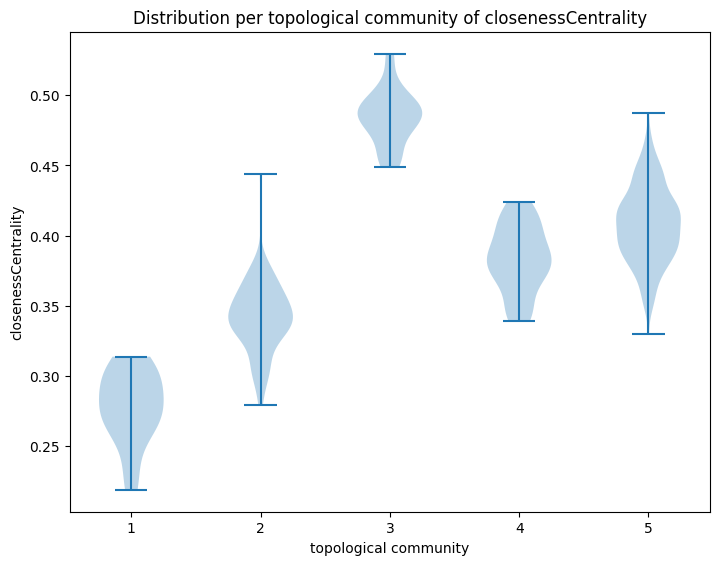 Distribution per topological community of closenessCentrality
0.50
0.45
0.40
0.35
0.30
0.25
closenessCentrality
1 2 3 4 5
topological community